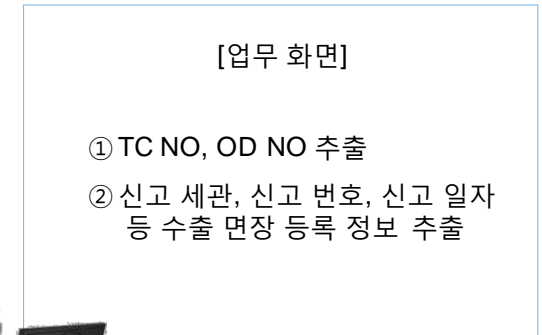 [업무 화면]
① TC NO, OD NO 추출
② 신고 세관, 신고 번호, 신고 일자
등 수출 면장 등록 정보 추출